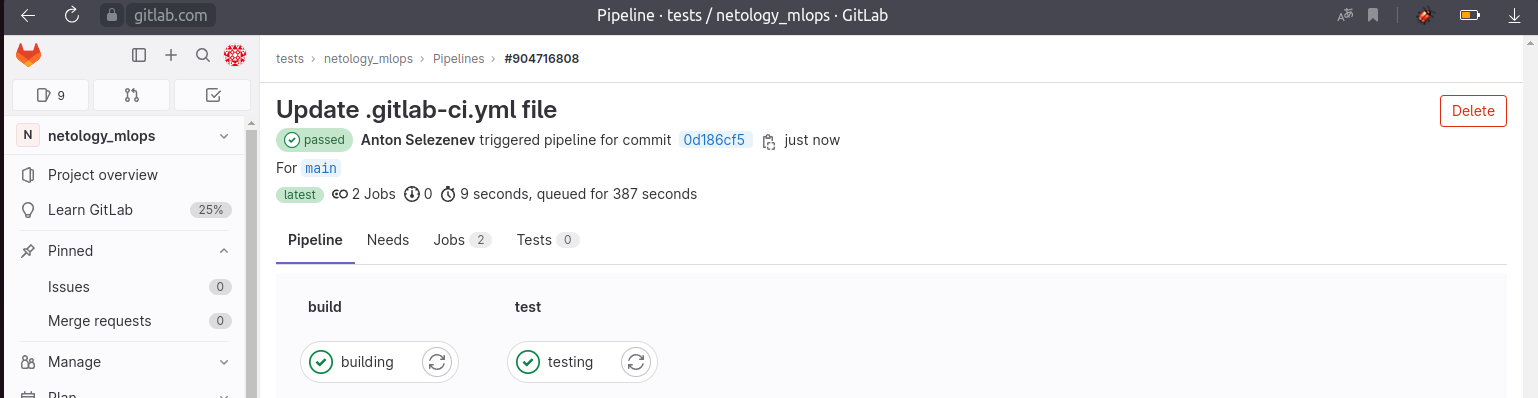 gitlab.com
Pipeline · tests / netology_mlops · GitLab
tests › netology_mlops › Pipelines › #904716808
9
Update .gitlab-ci.yml file
Delete
N netology_mlops
passed Anton Selezenev triggered pipeline for commit 0d186cf5 just now
For main
Project overview
latest 2 Jobs 0 9 seconds, queued for 387 seconds
Learn GitLab 25%
Pipeline Needs Jobs 2 Tests 0
Pinned
Issues 0
Merge requests 0
Manage
Plan
build test
building testing